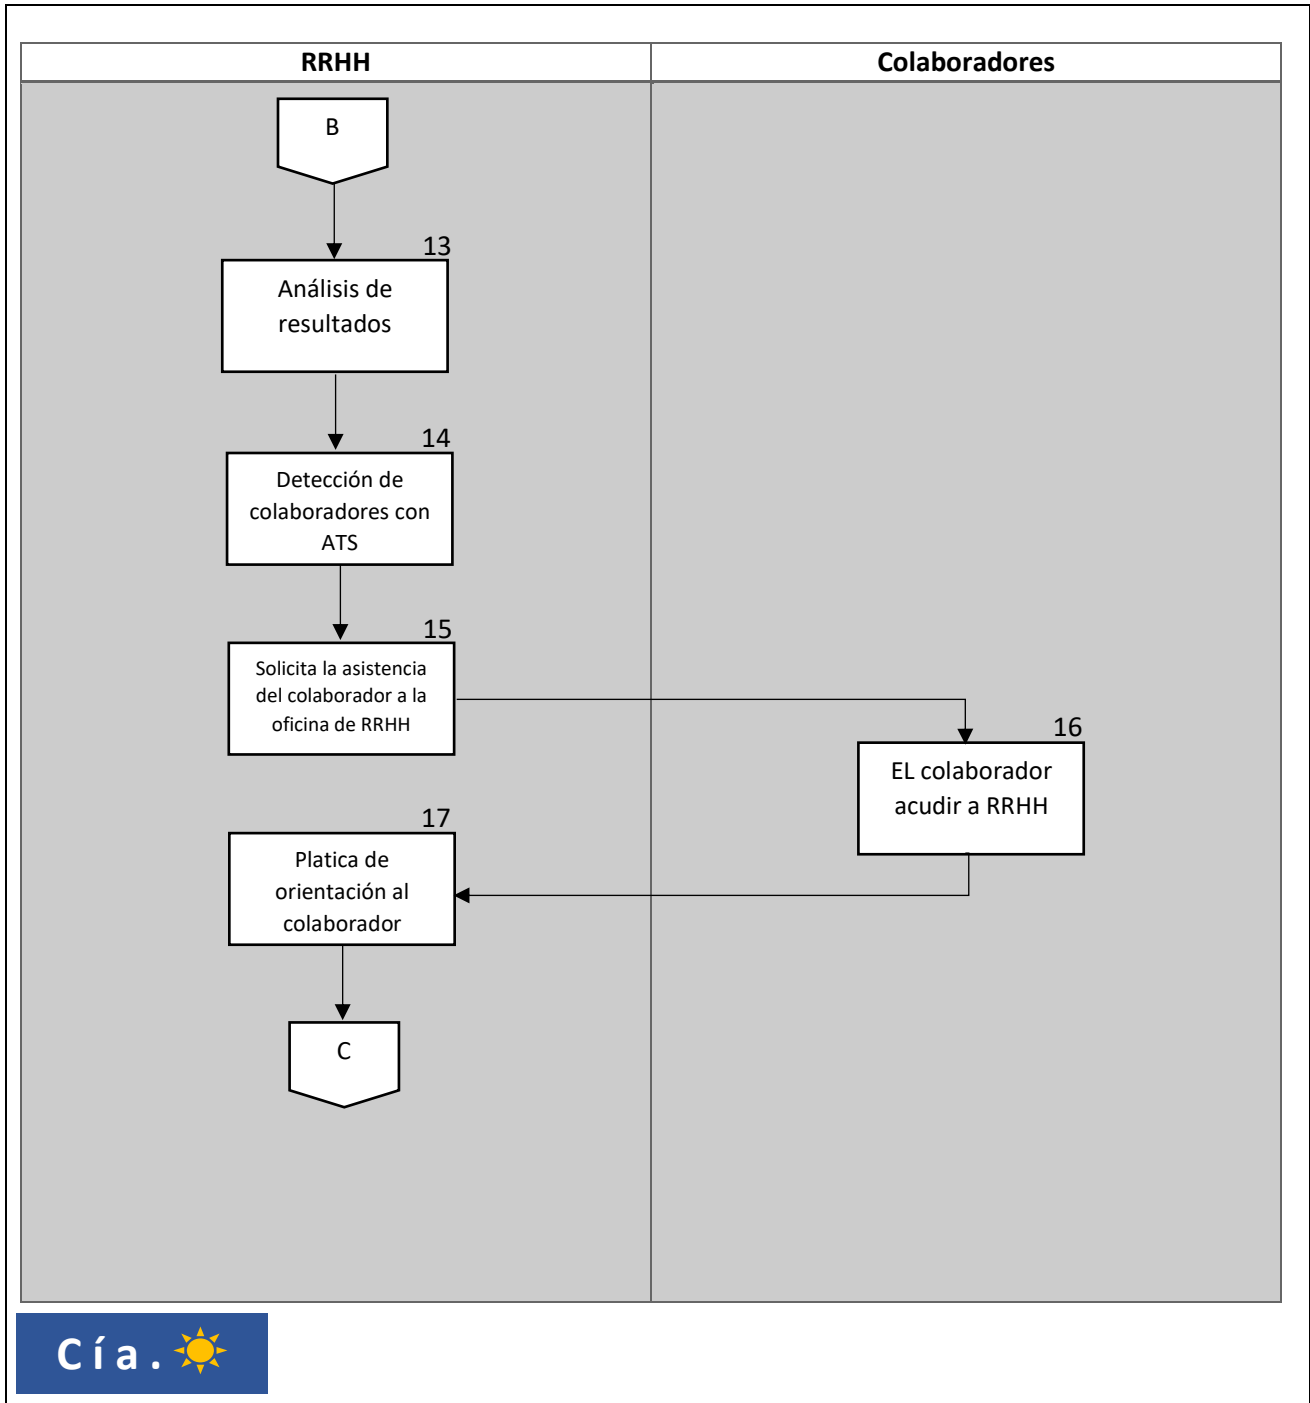 RRHH
Colaboradores
B
13
Análisis de
resultados
14
Detección de
colaboradores con
ATS
15
Solicita la asistencia
del colaborador a la
oficina de RRHH
16
EL colaborador
acudir a RRHH
17
Platica de
orientación al
colaborador
C
Cía.